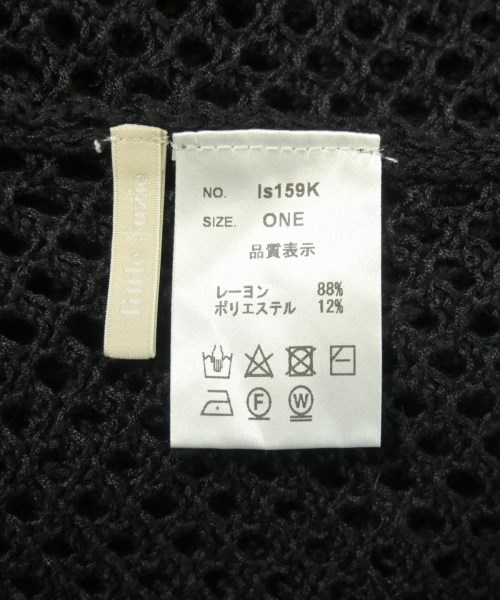 little suzie
NO. ls159K
SIZE. ONE
品質表示
レーヨン 88%
ポリエステル 12%
F W